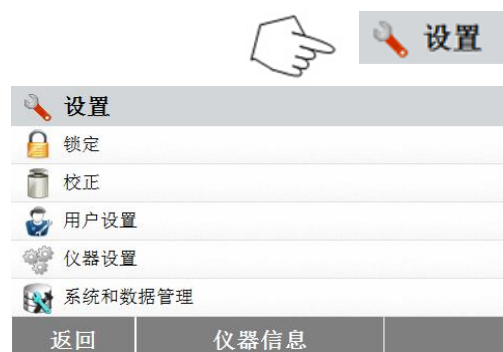 设置
设置
锁定
校正
用户设置
仪器设置
系统和数据管理
返回 仪器信息